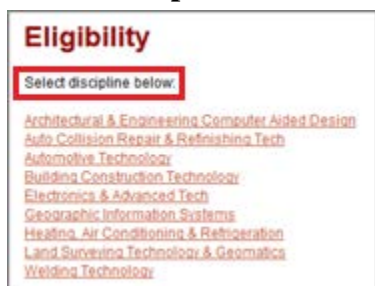 Eligibility
Select discipline below:
Architectural & Engineering Computer Aided Design
Auto Collision Repair & Refinishing Tech
Automotive Technology
Building Construction Technology
Electronics & Advanced Tech
Geographic Information Systems
Heating, Air Conditioning & Refrigeration
Land Surveying Technology & Geomatics
Welding Technology